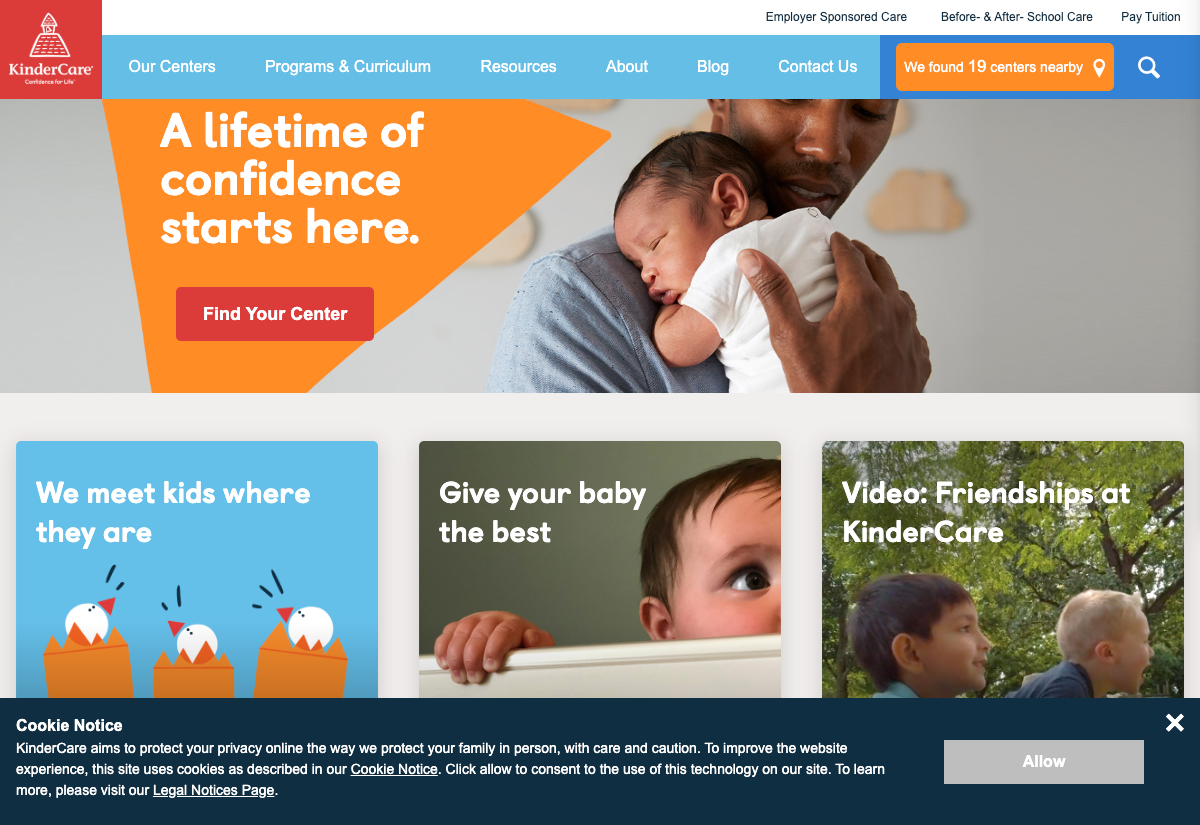 Employer Sponsored Care
Before- & After- School Care
Pay Tuition
KinderCare
Confidence for Life
Our Centers
Programs & Curriculum
Resources
About
Blog
Contact Us
We found 19 centers nearby
A lifetime of
confidence
starts here.
Find Your Center
We meet kids where
they are
Give your baby
the best
Video: Friendships at
KinderCare
Cookie Notice
KinderCare aims to protect your privacy online the way we protect your family in person, with care and caution. To improve the website
experience, this site uses cookies as described in our Cookie Notice. Click allow to consent to the use of this technology on our site. To learn
more, please visit our Legal Notices Page.
Allow